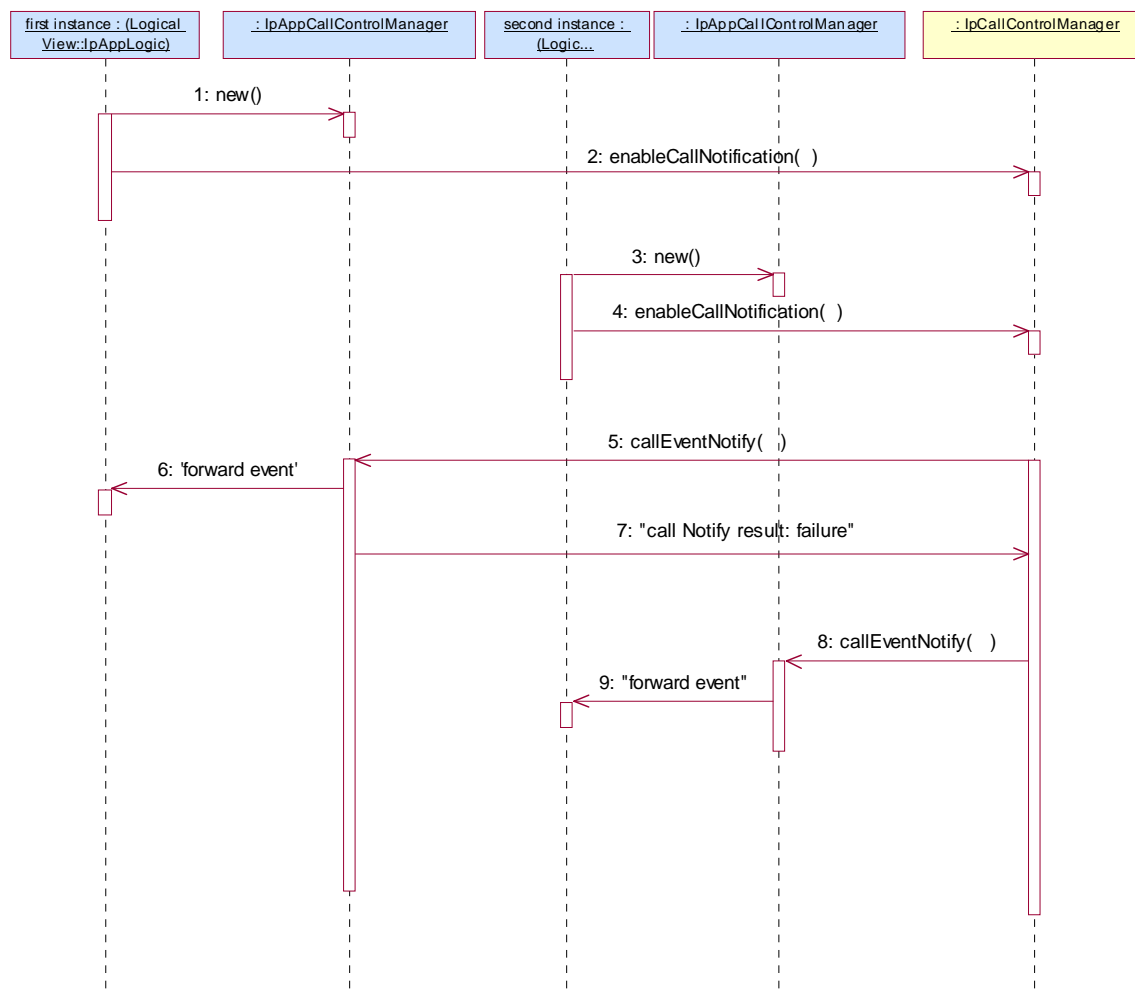 first instance : (Logical
View::IpAppLogic)
: IpAppCallControlManager
second instance :
(Logic...
: IpAppCallControlManager
: IpCallControlManager
1: new()
2: enableCallNotification(  )
3: new()
4: enableCallNotification(  )
5: callEventNotify(   )
6: 'forward event'
7: "call Notify result: failure"
8: callEventNotify(   )
9: "forward event"